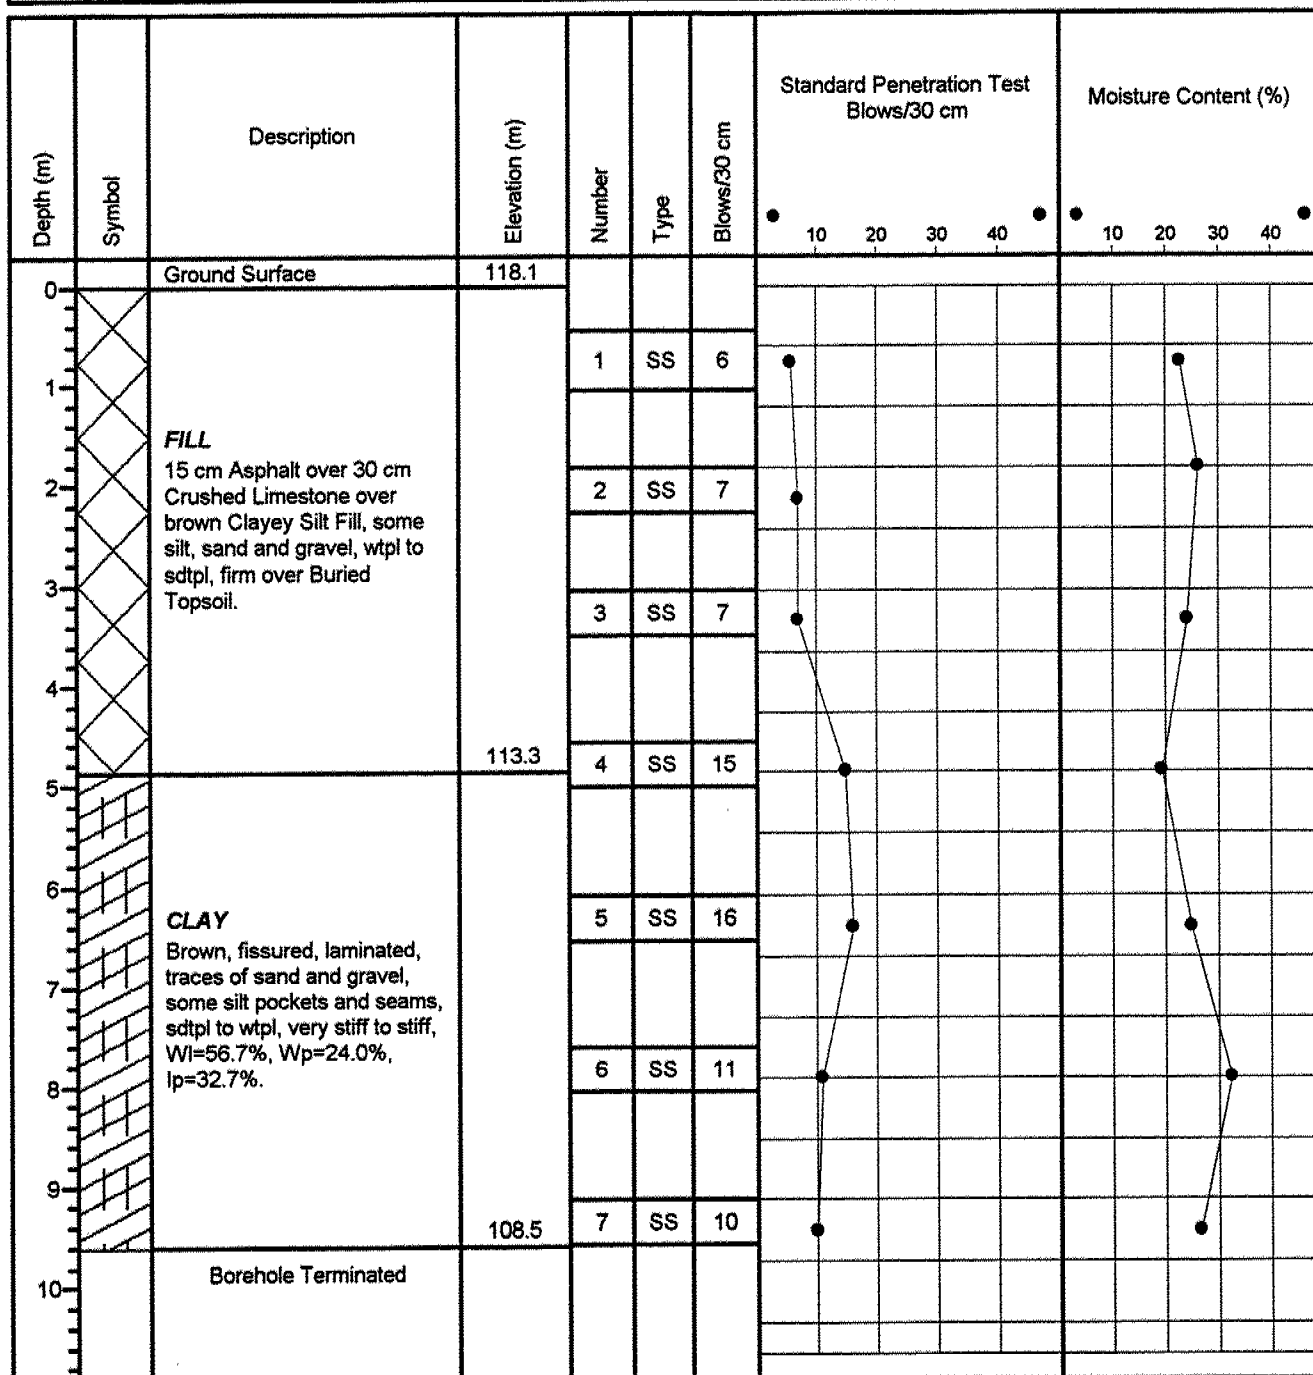 Depth (m)
Symbol
Description
Elevation (m)
Number
Type
Blows/30 cm
Standard Penetration Test
Blows/30 cm
Moisture Content (%)
10 20 30 40
10 20 30 40
Ground Surface 118.1
0
1 SS 6
1
FILL
15 cm Asphalt over 30 cm
Crushed Limestone over
brown Clayey Silt Fill, some
silt, sand and gravel, wtpl to
sdtpl, firm over Buried
Topsoil.
2
2 SS 7
3
3 SS 7
4
113.3
4 SS 15
5
6
5 SS 16
CLAY
Brown, fissured, laminated,
traces of sand and gravel,
some silt pockets and seams,
sdtpl to wtpl, very stiff to stiff,
Wl=56.7%, Wp=24.0%,
Ip=32.7%.
7
6 SS 11
8
9
108.5
7 SS 10
Borehole Terminated
10